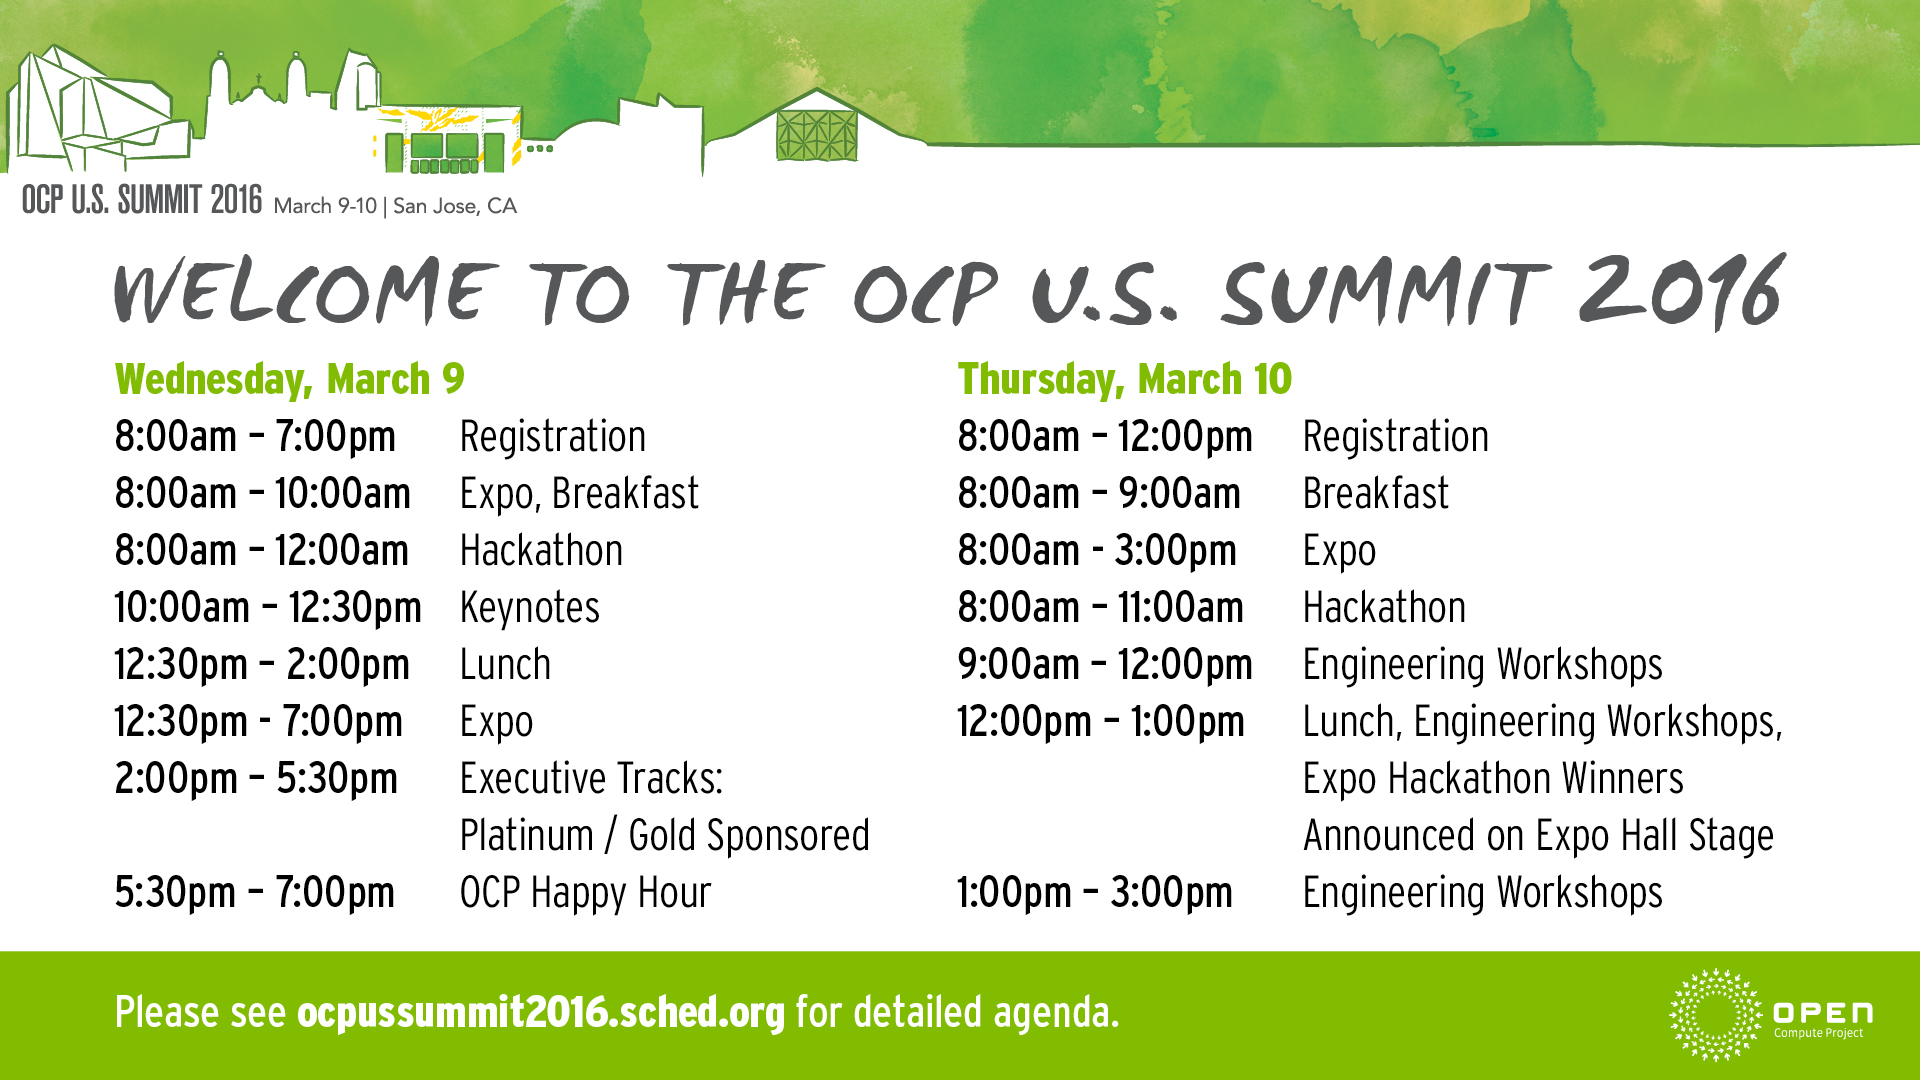 OCP U.S. SUMMIT 2016 March 9-10 | San Jose, CA
WELCOME TO THE OCP U.S. SUMMIT 2016
Wednesday, March 9
8:00am – 7:00pm Registration
8:00am – 10:00am Expo, Breakfast
8:00am – 12:00am Hackathon
10:00am – 12:30pm Keynotes
12:30pm – 2:00pm Lunch
12:30pm - 7:00pm Expo
2:00pm – 5:30pm Executive Tracks:
Platinum / Gold Sponsored
5:30pm – 7:00pm OCP Happy Hour
Thursday, March 10
8:00am – 12:00pm Registration
8:00am – 9:00am Breakfast
8:00am - 3:00pm Expo
8:00am – 11:00am Hackathon
9:00am – 12:00pm Engineering Workshops
12:00pm – 1:00pm Lunch, Engineering Workshops,
Expo Hackathon Winners
Announced on Expo Hall Stage
1:00pm – 3:00pm Engineering Workshops
Please see ocpussummit2016.sched.org for detailed agenda.
OPEN
Compute Project